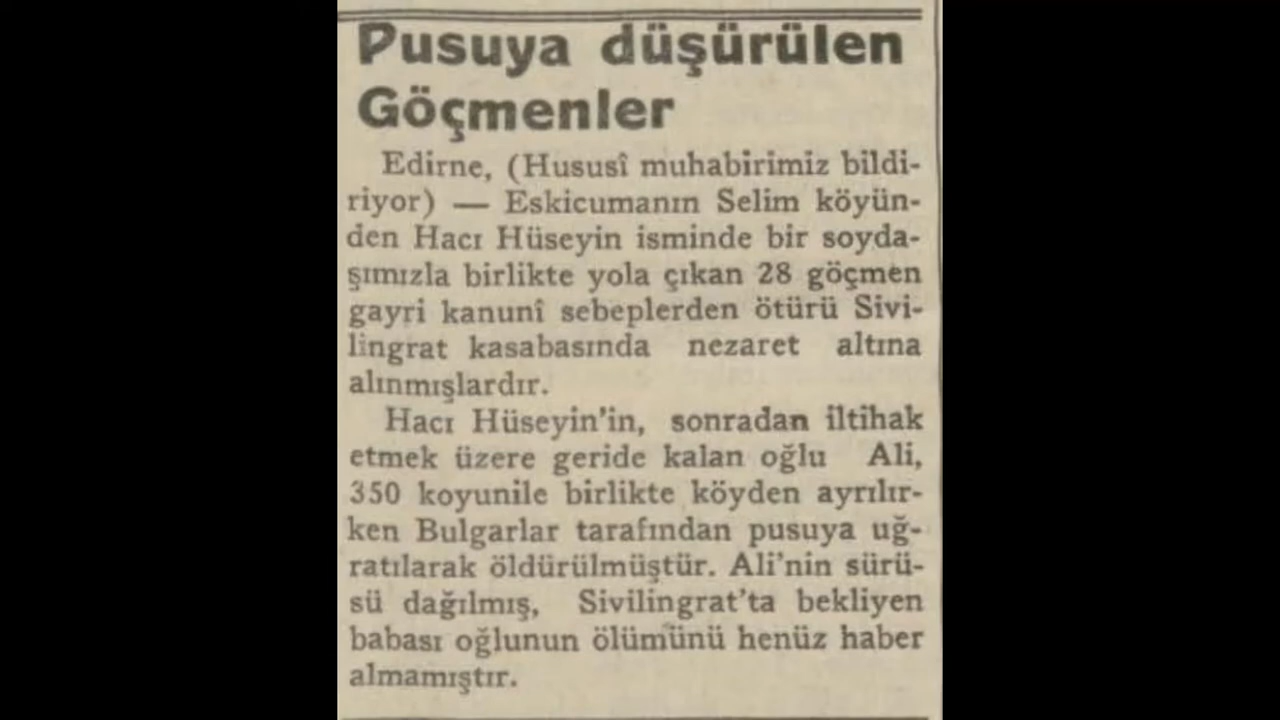 Pusuya düşürülen
Göçmenler
Edirne, (Hususî muhabirimiz bildi-
riyor) — Eskicumanın Selim köyün-
den Hacı Hüseyin isminde bir soyda-
şımızla birlikte yola çıkan 28 göçmen
gayri kanunî sebeplerden ötürü Sivi-
lingrat kasabasında nezaret altına
alınmışlardır.
Hacı Hüseyin'in, sonradan iltihak
etmek üzere geride kalan oğlu Ali,
350 koyunile birlikte köyden ayrılır-
ken Bulgarlar tarafından pusuya uğ-
ratılarak öldürülmüştür. Ali'nin sürü-
sü dağılmış, Sivilingrat'ta bekliyen
babası oğlunun ölümünü henüz haber
almamıştır.